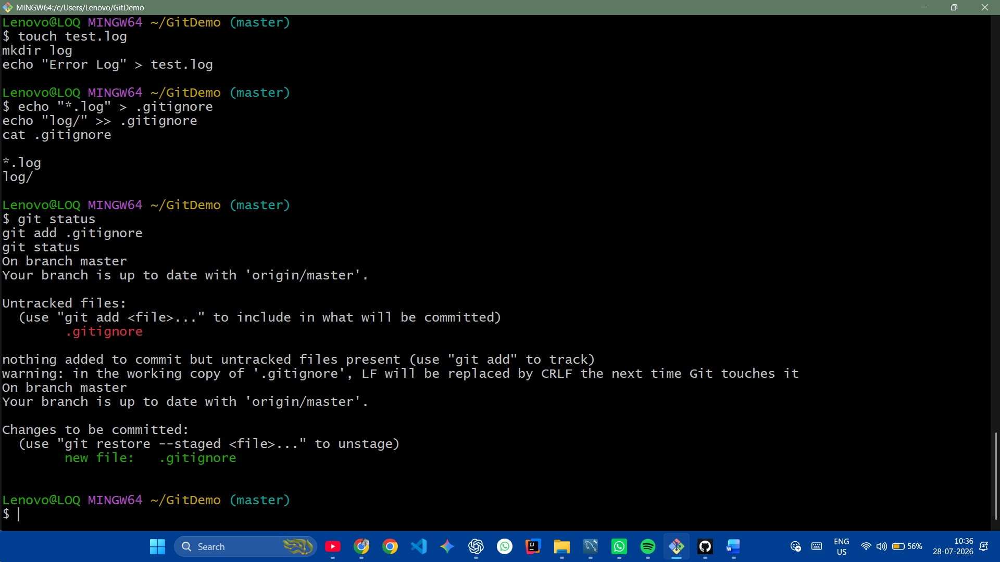 MINGW64:/c/Users/Lenovo/GitDemo
Lenovo@LOQ MINGW64 ~/GitDemo (master)
$ touch test.log
mkdir log
echo "Error Log" > test.log
Lenovo@LOQ MINGW64 ~/GitDemo (master)
$ echo "*.log" > .gitignore
echo "log/" >> .gitignore
cat .gitignore
*.log
log/
Lenovo@LOQ MINGW64 ~/GitDemo (master)
$ git status
git add .gitignore
git status
On branch master
Your branch is up to date with 'origin/master'.
Untracked files:
  (use "git add <file>..." to include in what will be committed)
        .gitignore
nothing added to commit but untracked files present (use "git add" to track)
warning: in the working copy of '.gitignore', LF will be replaced by CRLF the next time Git touches it
On branch master
Your branch is up to date with 'origin/master'.
Changes to be committed:
  (use "git restore --staged <file>..." to unstage)
        new file:   .gitignore
Lenovo@LOQ MINGW64 ~/GitDemo (master)
$
Search
ENG
US
56%
10:36
28-07-2026